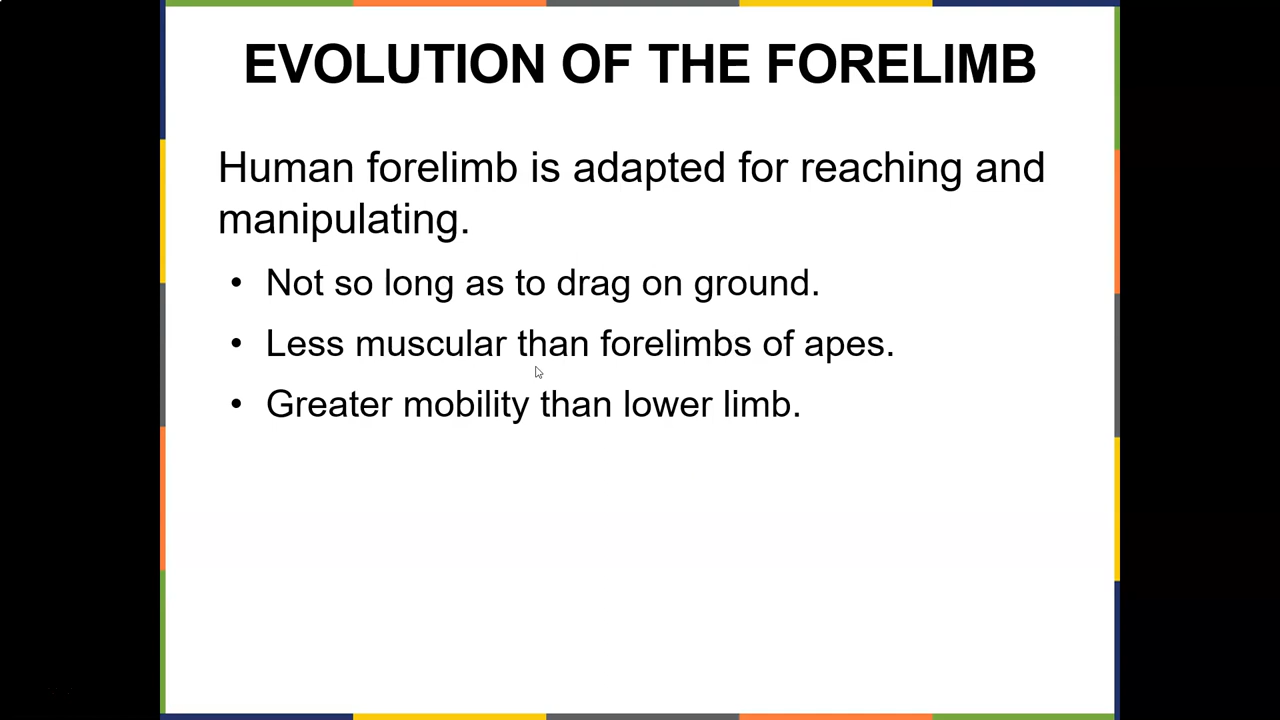 EVOLUTION OF THE FORELIMB
Human forelimb is adapted for reaching and
manipulating.
• Not so long as to drag on ground.
• Less muscular than forelimbs of apes.
• Greater mobility than lower limb.